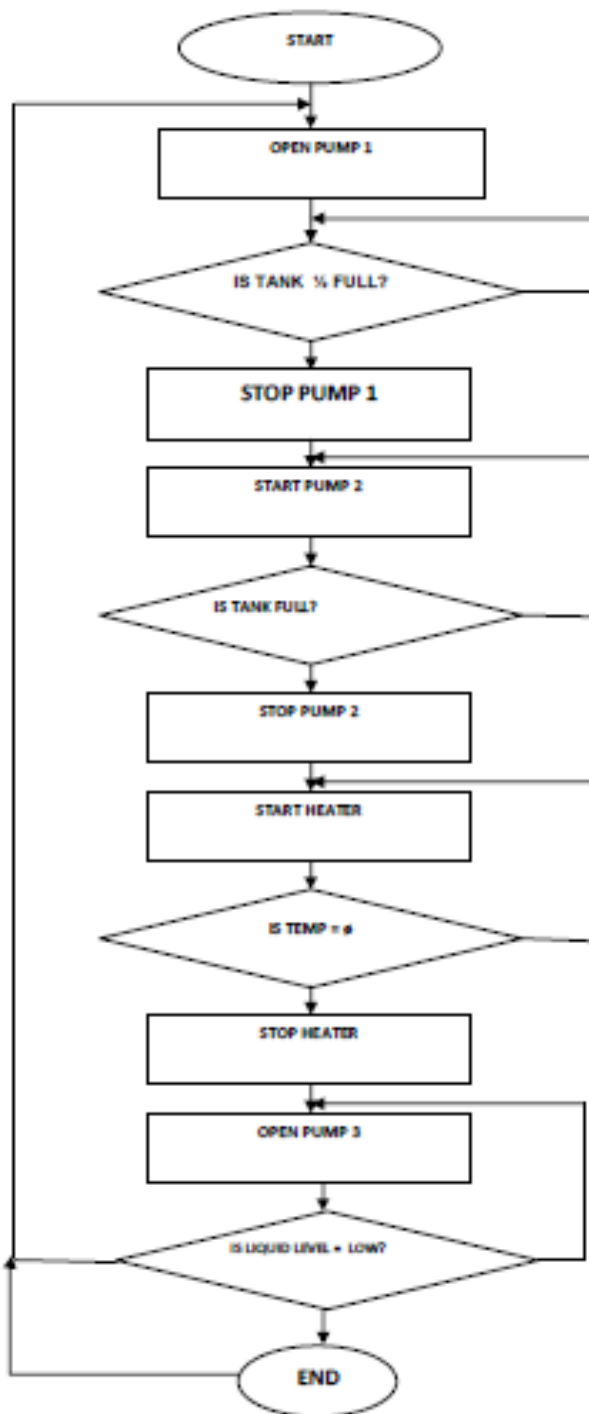 START
OPEN PUMP 1
IS TANK ½ FULL?
STOP PUMP 1
START PUMP 2
IS TANK FULL?
STOP PUMP 2
START HEATER
IS TEMP = ø
STOP HEATER
OPEN PUMP 3
IS LIQUID LEVEL = LOW?
END